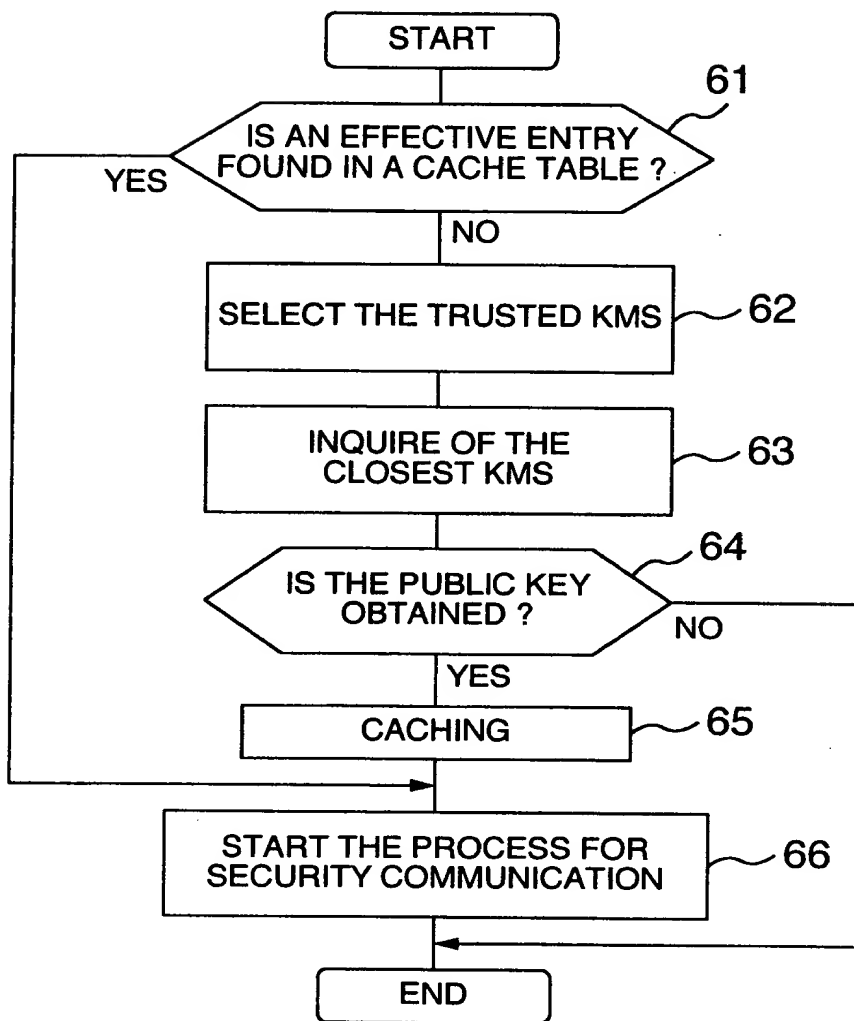 START
61
IS AN EFFECTIVE ENTRY
FOUND IN A CACHE TABLE ?
YES
NO
SELECT THE TRUSTED KMS
62
INQUIRE OF THE
CLOSEST KMS
63
64
IS THE PUBLIC KEY
OBTAINED ?
NO
YES
CACHING
65
START THE PROCESS FOR
SECURITY COMMUNICATION
66
END